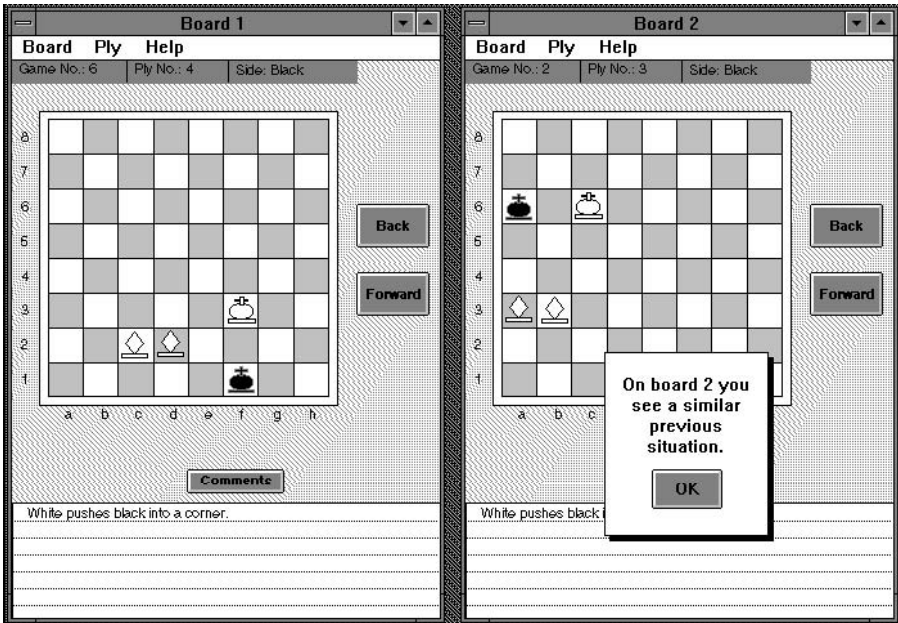 Board 1
Board Ply Help
Game No.: 6 Ply No.: 4 Side: Black
8
7
6
5
4
3
2
1
a b c d e f g h
Back
Forward
Comments
White pushes black into a corner.
Board 2
Board Ply Help
Game No.: 2 Ply No.: 3 Side: Black
8
7
6
5
4
3
2
1
a b c
Back
Forward
On board 2 you
see a similar
previous
situation.
OK
White pushes black i